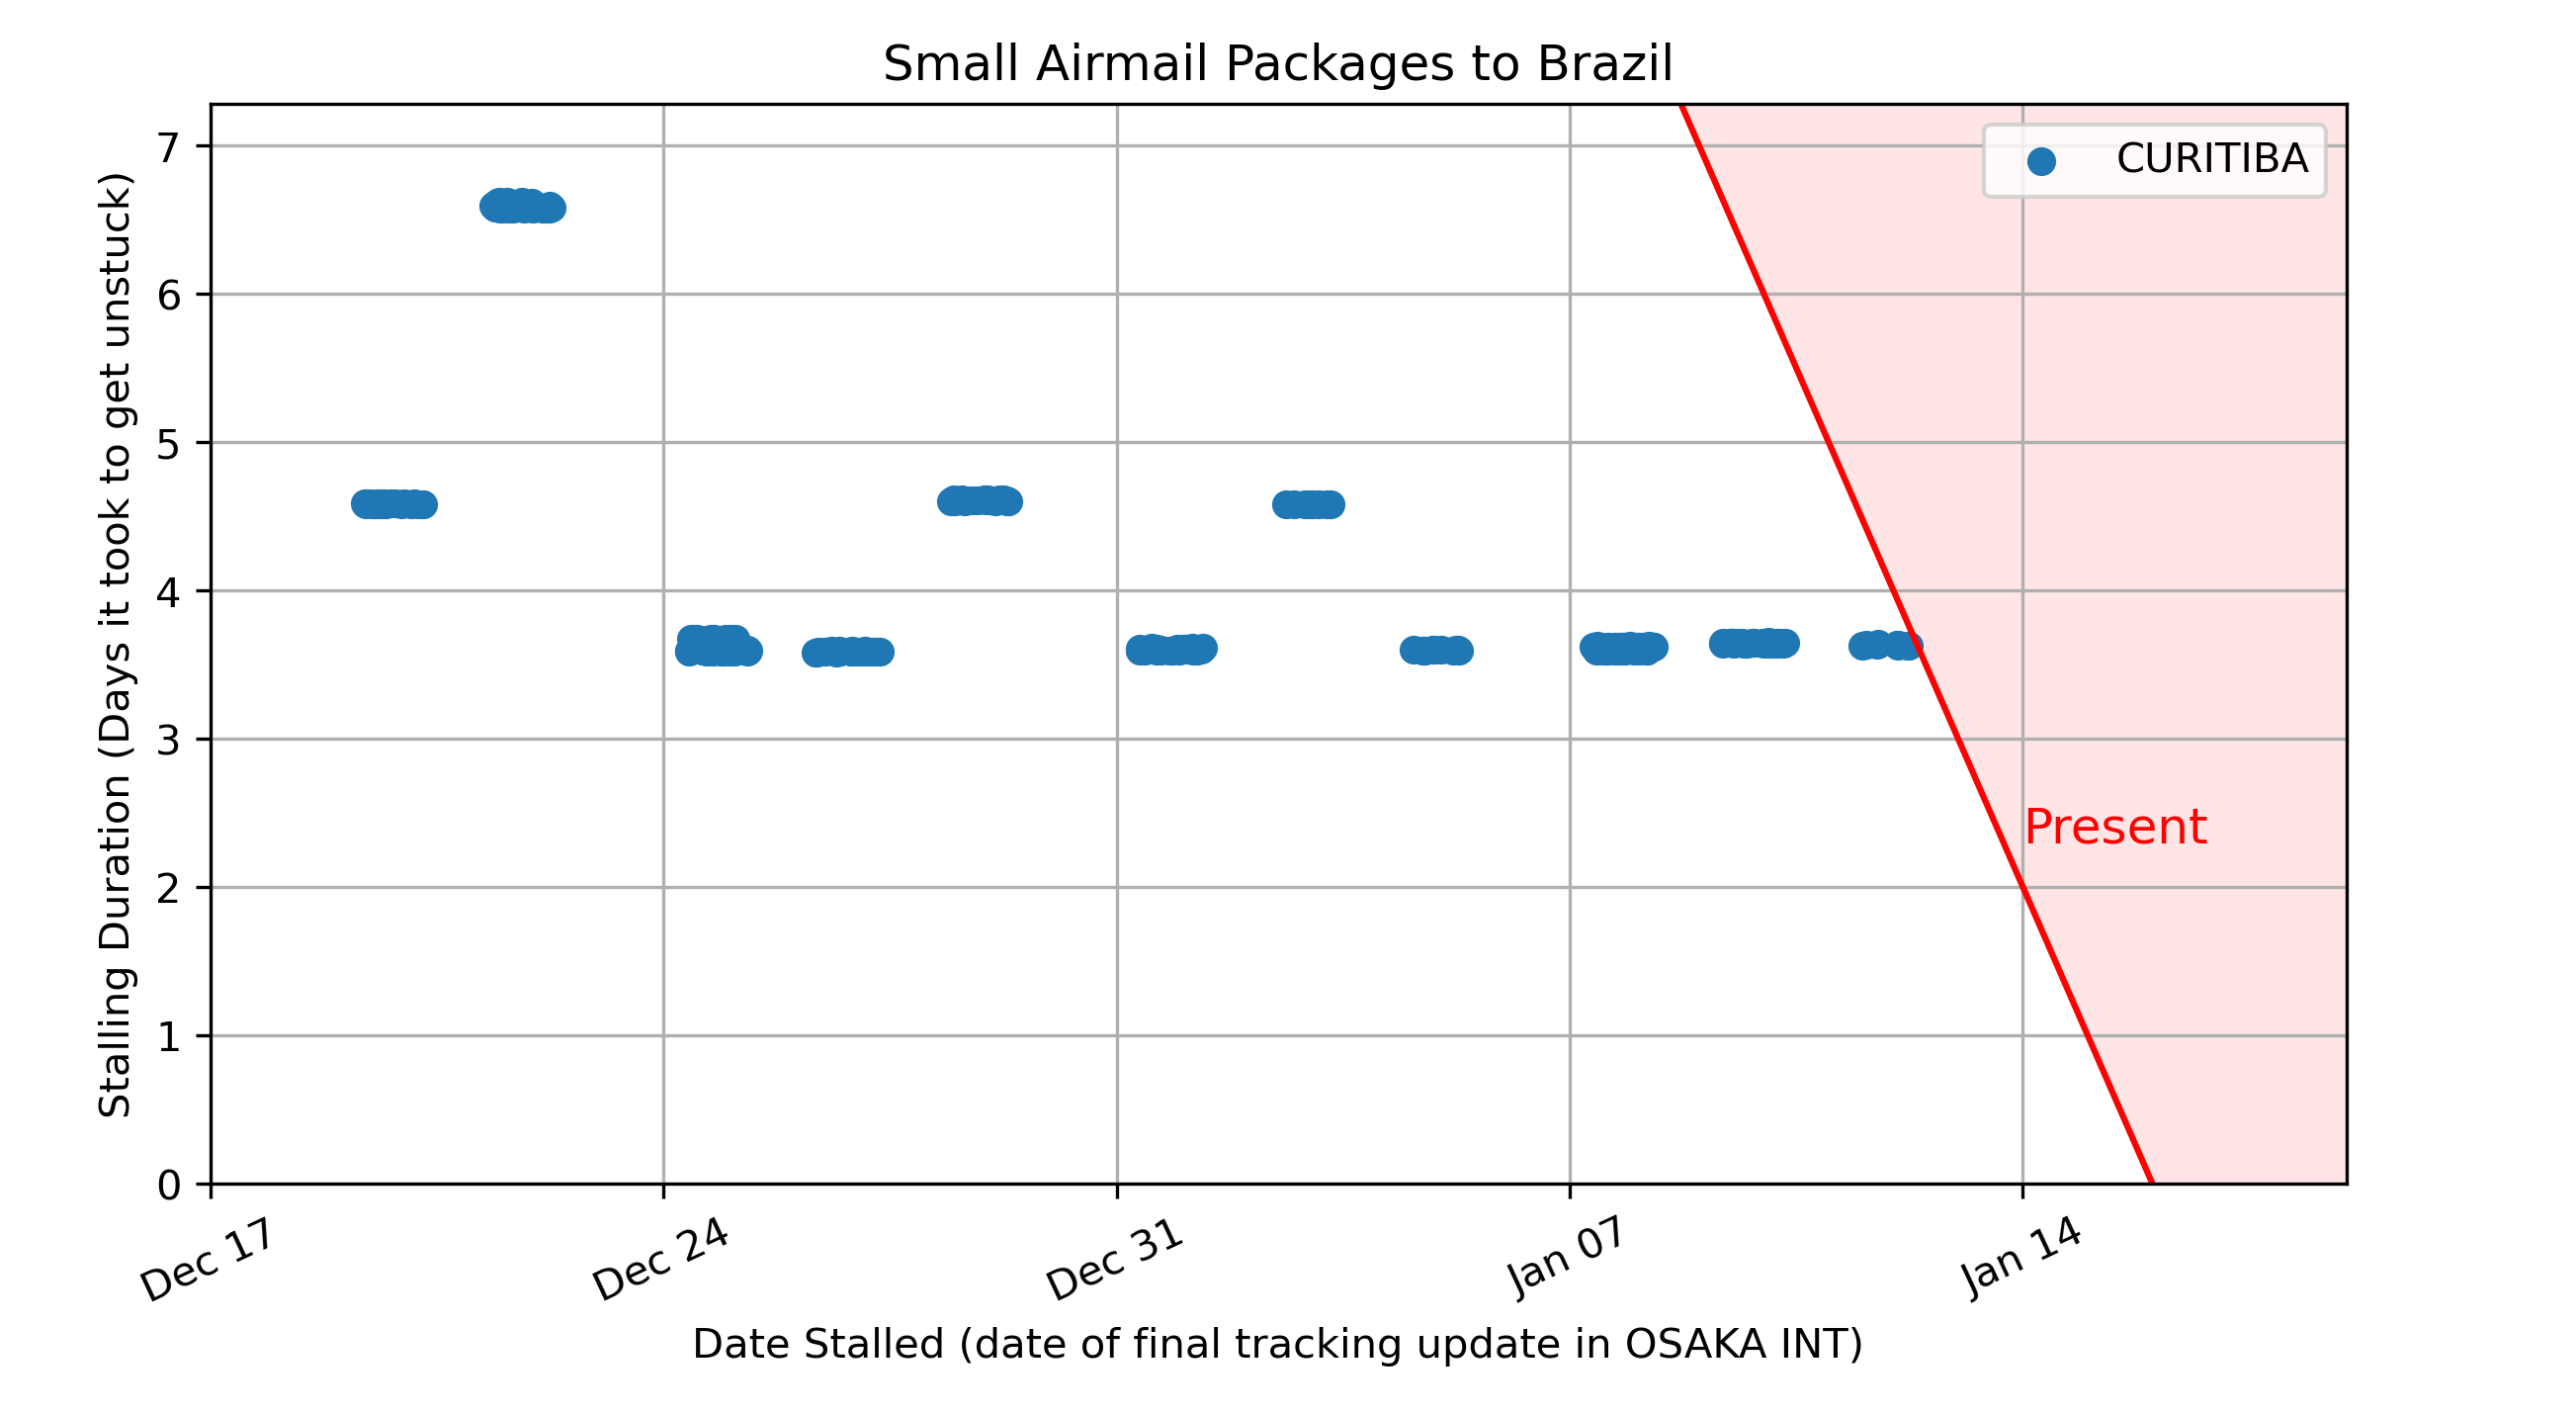 Small Airmail Packages to Brazil
CURITIBA
Stalling Duration (Days it took to get unstuck)
7
6
5
4
3
2
1
0
Present
Dec 17
Dec 24
Dec 31
Jan 07
Jan 14
Date Stalled (date of final tracking update in OSAKA INT)